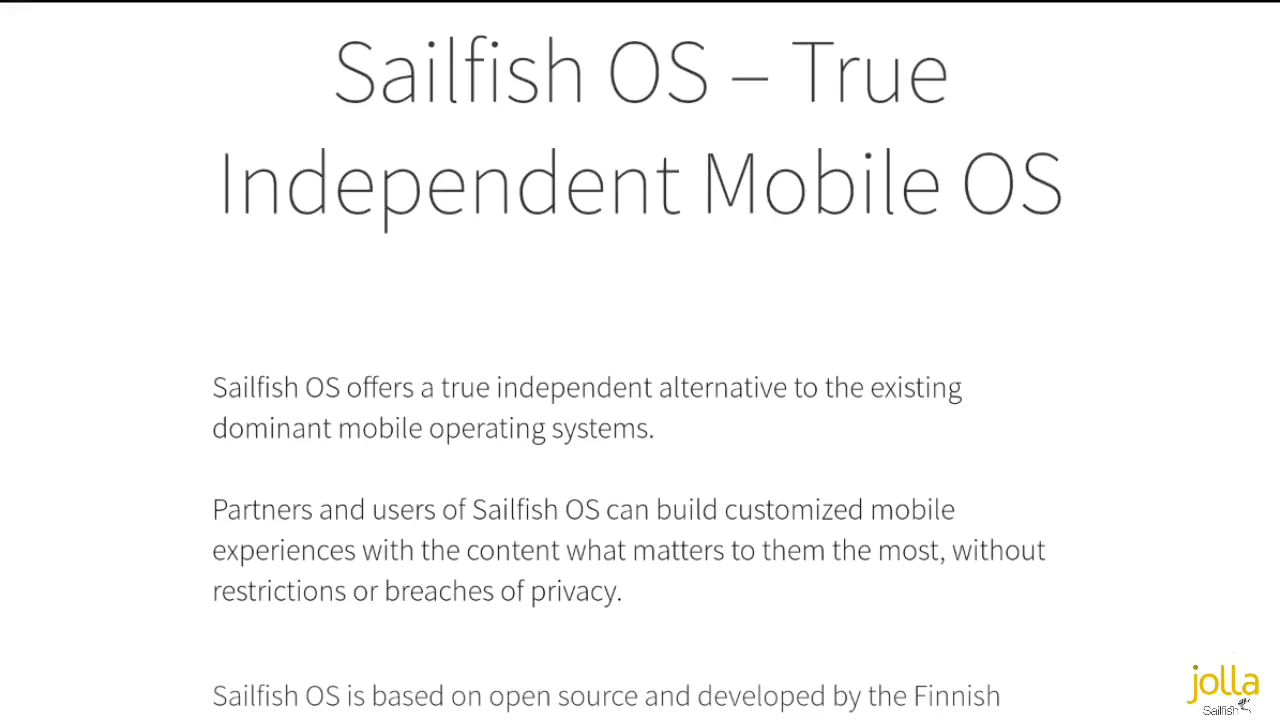 Sailfish OS – True
Independent Mobile OS
Sailfish OS offers a true independent alternative to the existing
dominant mobile operating systems.
Partners and users of Sailfish OS can build customized mobile
experiences with the content what matters to them the most, without
restrictions or breaches of privacy.
Sailfish OS is based on open source and developed by the Finnish
jolla
Sailfish